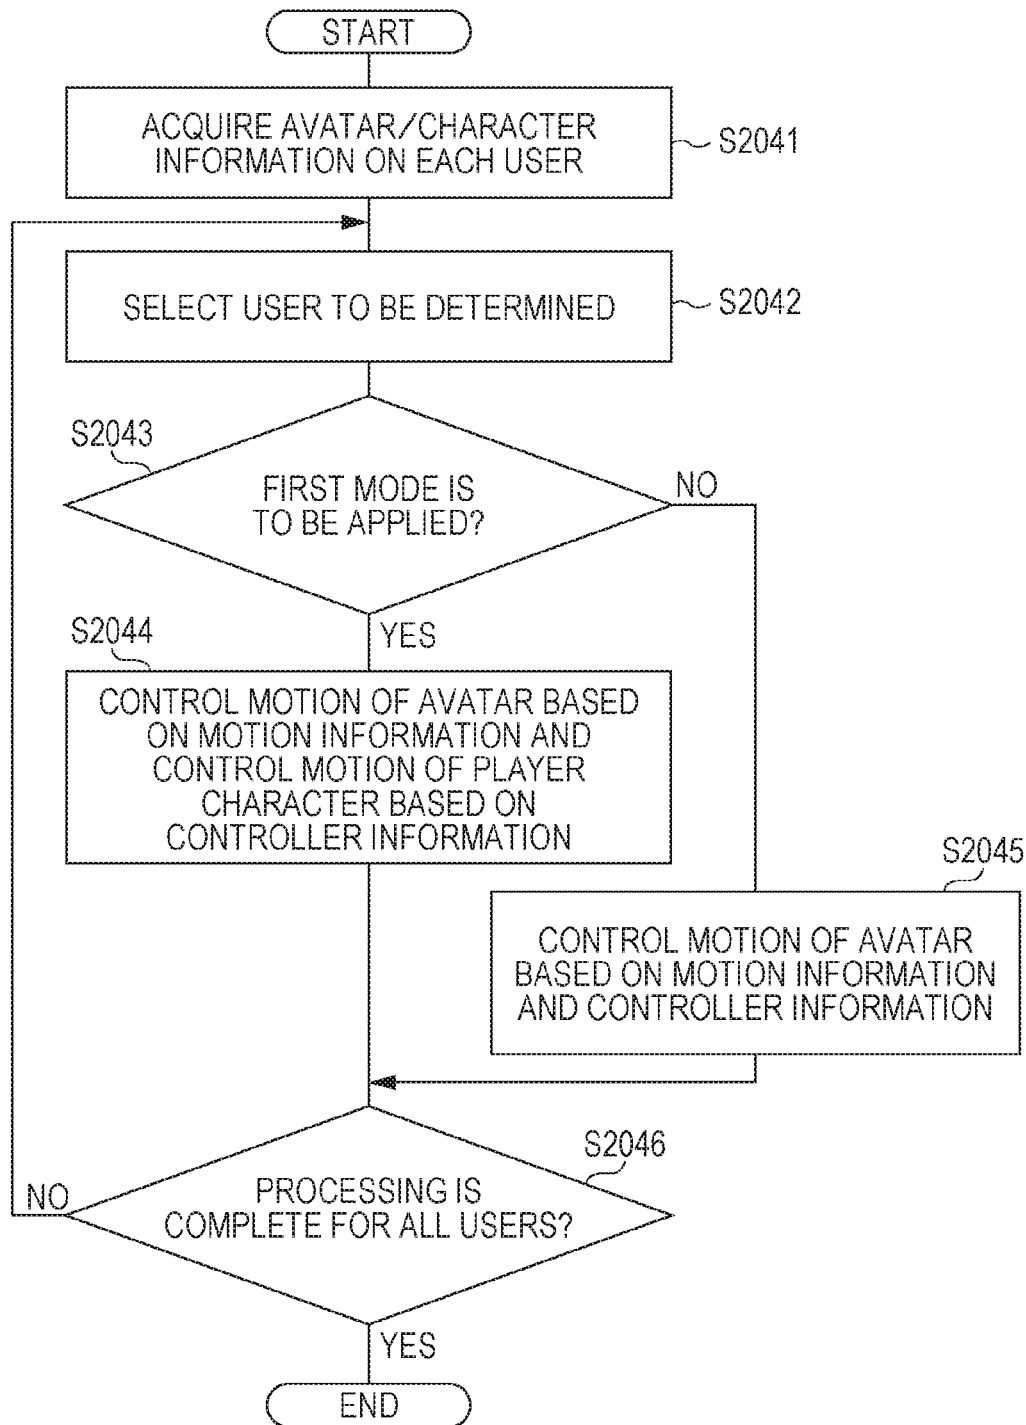 START
ACQUIRE AVATAR/CHARACTER
INFORMATION ON EACH USER
S2041
SELECT USER TO BE DETERMINED
S2042
S2043
FIRST MODE IS
TO BE APPLIED?
NO
YES
S2044
CONTROL MOTION OF AVATAR BASED
ON MOTION INFORMATION AND
CONTROL MOTION OF PLAYER
CHARACTER BASED ON
CONTROLLER INFORMATION
S2045
CONTROL MOTION OF AVATAR
BASED ON MOTION INFORMATION
AND CONTROLLER INFORMATION
S2046
PROCESSING IS
COMPLETE FOR ALL USERS?
NO
YES
END